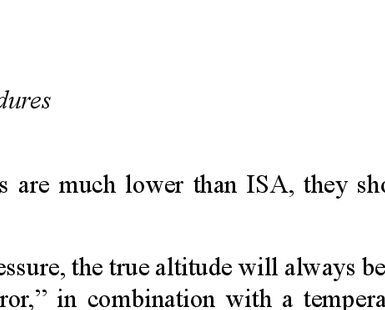 dures
s are much lower than ISA, they sho
essure, the true altitude will always be
ror,” in combination with a tempera